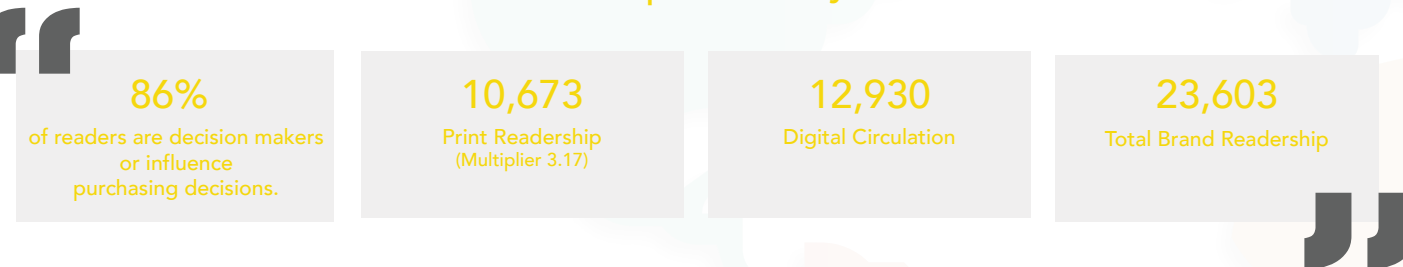 86%
of readers are decision makers
or influence
purchasing decisions.
10,673
Print Readership
(Multiplier 3.17)
12,930
Digital Circulation
23,603
Total Brand Readership